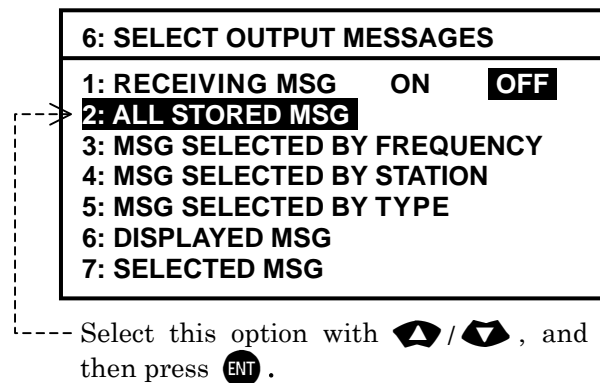 6: SELECT OUTPUT MESSAGES
1: RECEIVING MSG ON OFF
2: ALL STORED MSG
3: MSG SELECTED BY FREQUENCY
4: MSG SELECTED BY STATION
5: MSG SELECTED BY TYPE
6: DISPLAYED MSG
7: SELECTED MSG
Select this option with ▲ / ▼ , and
then press ENT .